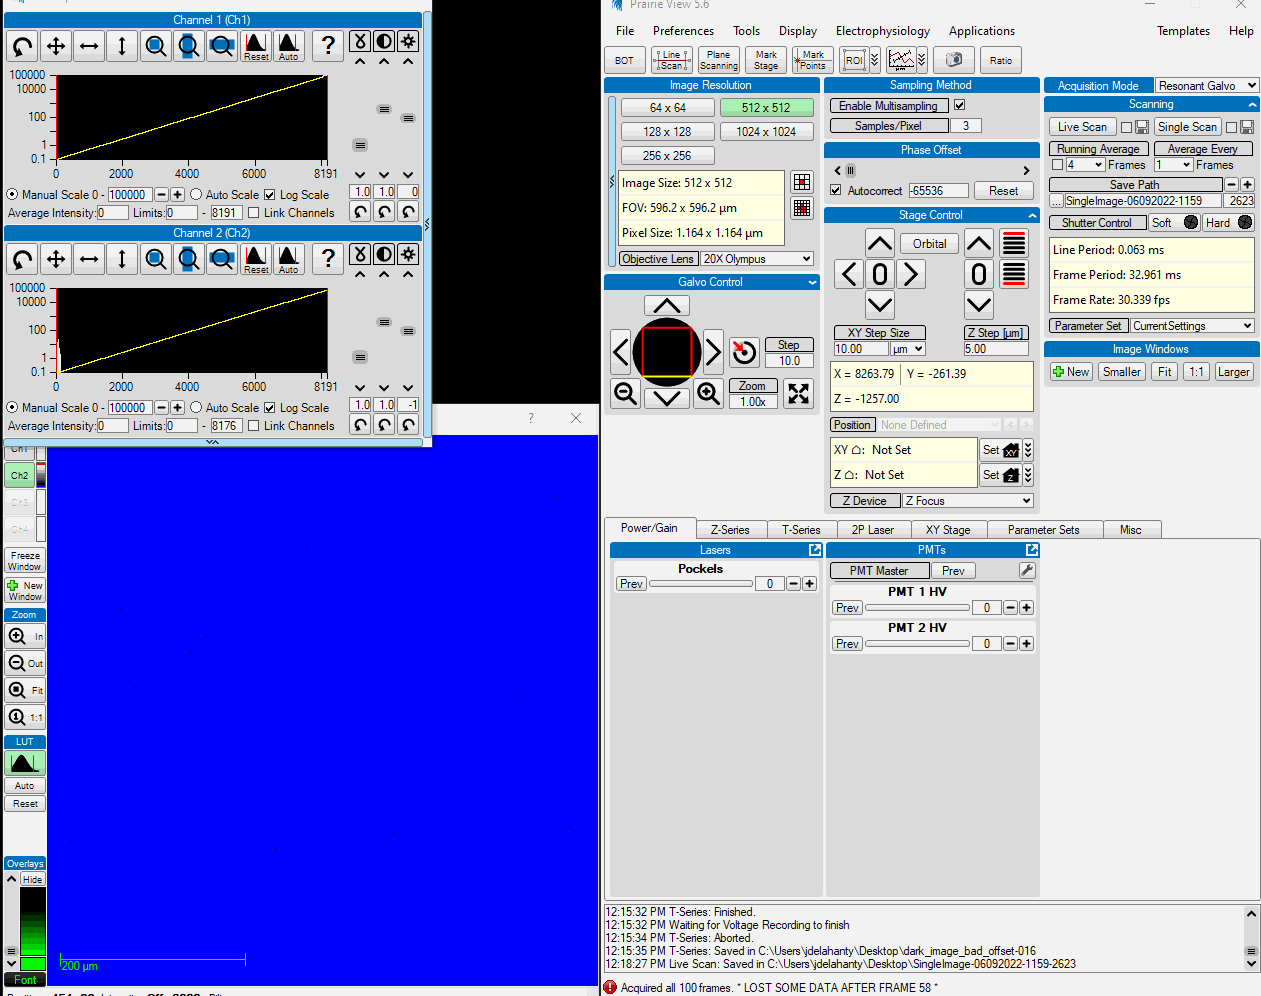 Channel 1 (Ch1)
Reset
Auto
?
100000
10000
100
1
0.1
0 2000 4000 6000 8191
Manual Scale 0 - 100000 Auto Scale Log Scale
1.0 1.0 0
Average Intensity: 0 Limits: 0 - 8191 Link Channels
Channel 2 (Ch2)
Reset
Auto
?
100000
10000
100
1
0.1
0 2000 4000 6000 8191
Manual Scale 0 - 100000 Auto Scale Log Scale
1.0 1.0 -1
Average Intensity: 0 Limits: 0 - 8176 Link Channels
?
Ch1
Ch2
Ch3
Ch4
Freeze
Window
New
Window
Zoom
In
Out
Fit
1:1
LUT
Auto
Reset
Overlays
Hide
Font
200 µm
Prairie View 5.6
File Preferences Tools Display Electrophysiology Applications Templates Help
BOT
Line
Scan
Plane
Scanning
Mark
Stage
Mark
Points
ROI
Ratio
Image Resolution
64 x 64 512 x 512
128 x 128 1024 x 1024
256 x 256
Image Size: 512 x 512
FOV: 596.2 x 596.2 µm
Pixel Size: 1.164 x 1.164 µm
Objective Lens 20X Olympus
Galvo Control
Step
10.0
Zoom
1.00x
Sampling Method
Enable Multisampling
Samples/Pixel 3
Phase Offset
Autocorrect -65536 Reset
Stage Control
Orbital
0 0
XY Step Size Z Step [µm]
10.00 µm 5.00
X = 8263.79 Y = -261.39
Z = -1257.00
Position None Defined
XY : Not Set Set XY
Z : Not Set Set Z
Z Device Z Focus
Acquisition Mode Resonant Galvo
Scanning
Live Scan Single Scan
Running Average Average Every
4 Frames 1 Frames
Save Path
... SingleImage-06092022-1159 2623
Shutter Control Soft Hard
Line Period: 0.063 ms
Frame Period: 32.961 ms
Frame Rate: 30.339 fps
Parameter Set CurrentSettings
Image Windows
New Smaller Fit 1:1 Larger
Power/Gain Z-Series T-Series 2P Laser XY Stage Parameter Sets Misc
Lasers
Pockels
Prev 0
PMTs
PMT Master Prev
PMT 1 HV
Prev 0
PMT 2 HV
Prev 0
12:15:32 PM T-Series: Finished.
12:15:32 PM Waiting for Voltage Recording to finish
12:15:34 PM T-Series: Aborted.
12:15:35 PM T-Series: Saved in C:\Users\jdelahanty\Desktop\dark_image_bad_offset-016
12:18:27 PM Live Scan: Saved in C:\Users\jdelahanty\Desktop\SingleImage-06092022-1159-2623
Acquired all 100 frames. * LOST SOME DATA AFTER FRAME 58 *